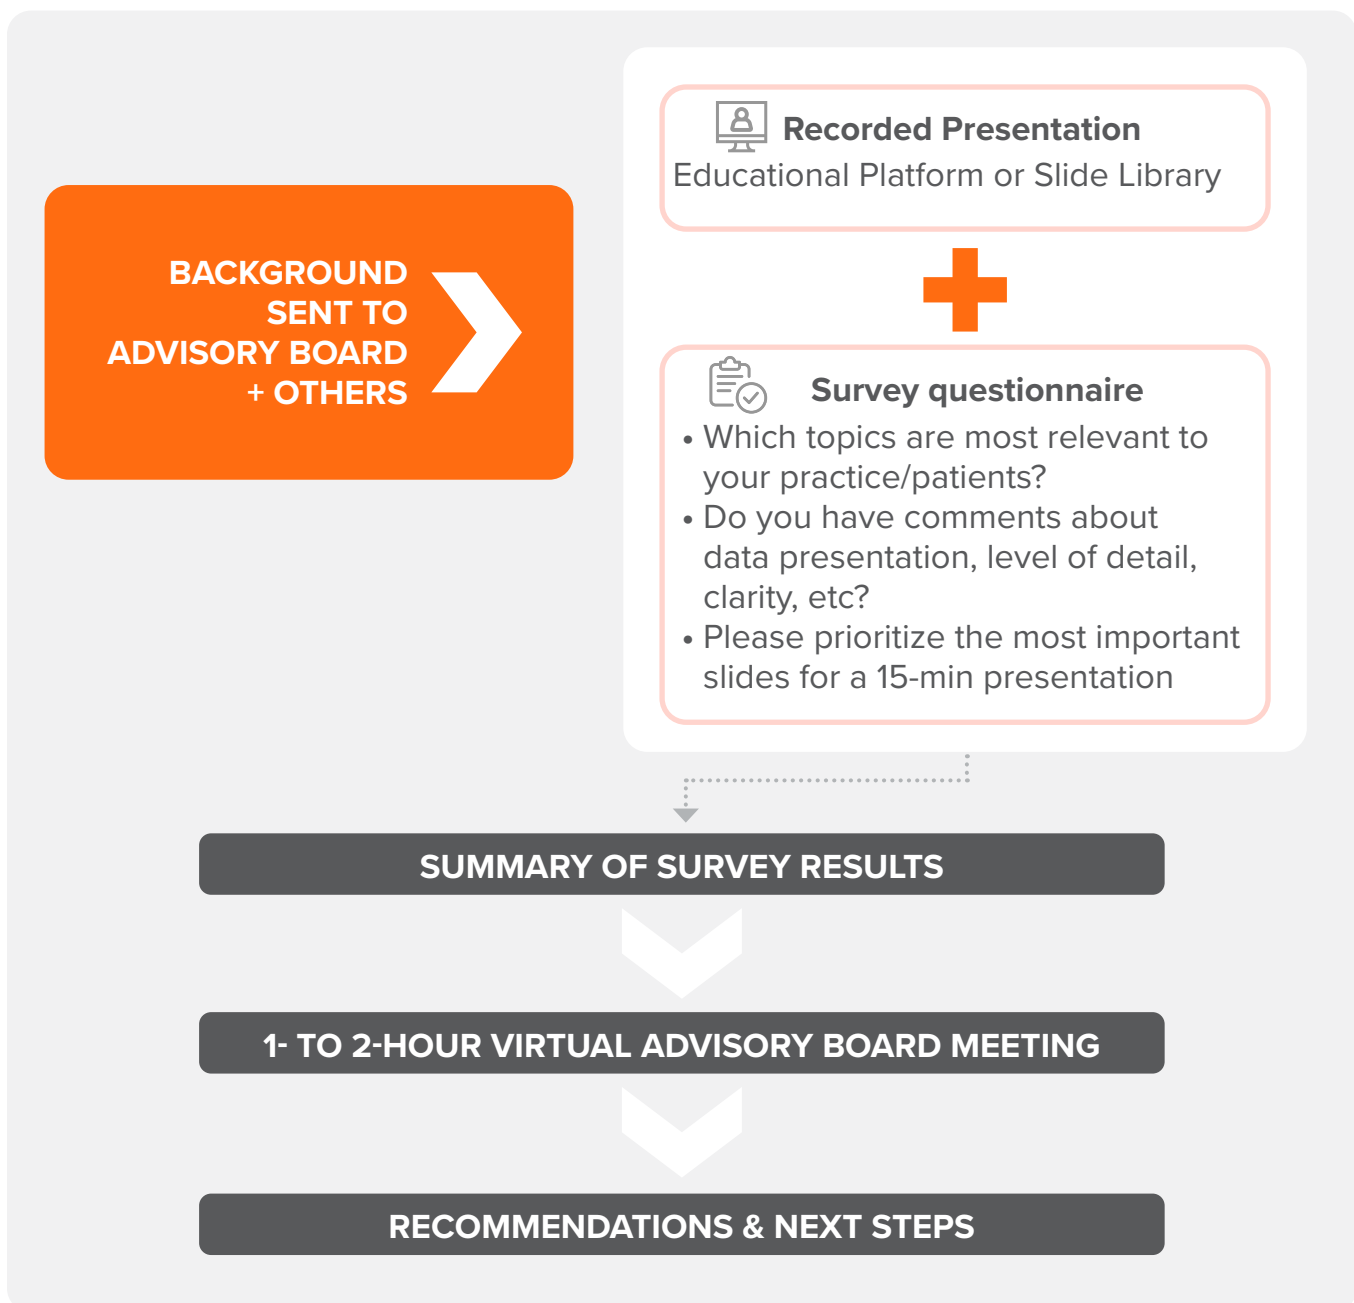 BACKGROUND
SENT TO
ADVISORY BOARD
+ OTHERS
Recorded Presentation
Educational Platform or Slide Library
Survey questionnaire
• Which topics are most relevant to
your practice/patients?
• Do you have comments about
data presentation, level of detail,
clarity, etc?
• Please prioritize the most important
slides for a 15-min presentation
SUMMARY OF SURVEY RESULTS
1- TO 2-HOUR VIRTUAL ADVISORY BOARD MEETING
RECOMMENDATIONS & NEXT STEPS